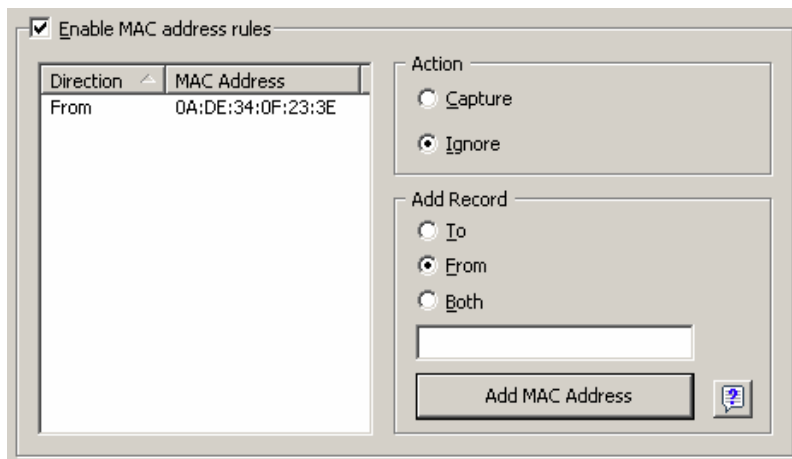 Enable MAC address rules
Direction MAC Address
From 0A:DE:34:0F:23:3E
Action
Capture
Ignore
Add Record
To
From
Both
Add MAC Address